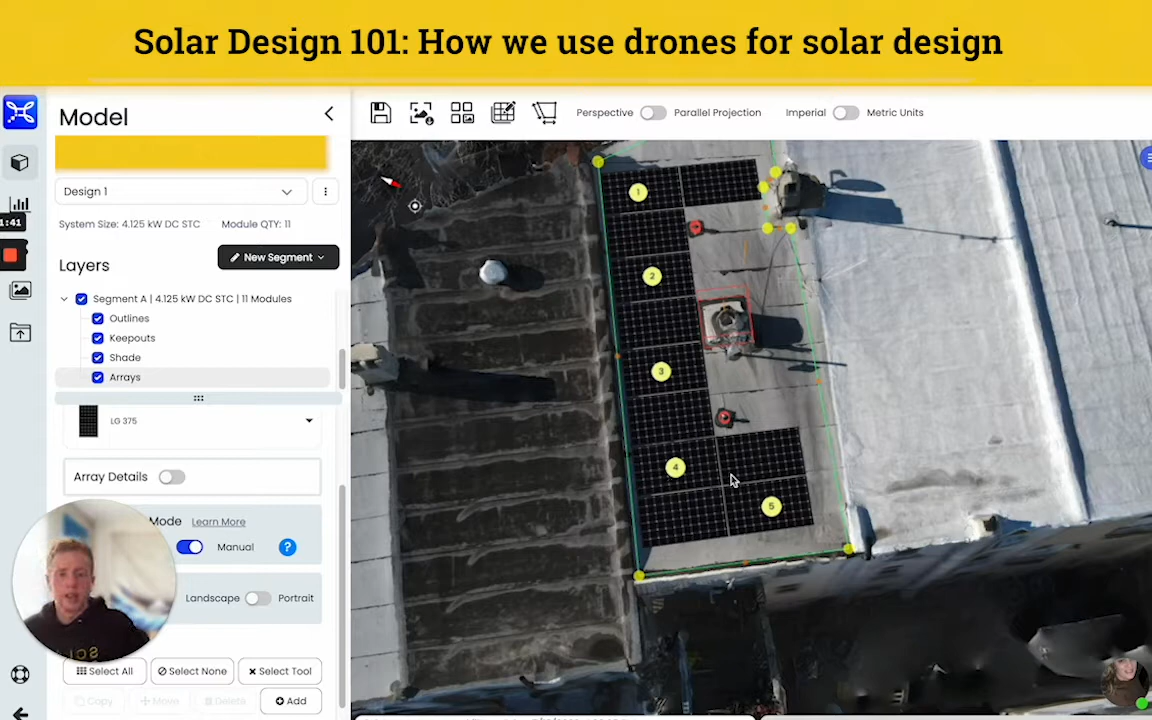 Solar Design 101: How we use drones for solar design
Model
Perspective
Parallel Projection
Imperial
Metric Units
Design 1
System Size: 4.125 kW DC STC
Module QTY: 11
1:41
Layers
New Segment
Segment A | 4.125 kW DC STC | 11 Modules
Outlines
Keepouts
Shade
Arrays
LG 375
Array Details
Mode
Learn More
Manual
?
Landscape
Portrait
Select All
Select None
Select Tool
Copy
Move
Delete
Add
1
2
3
4
5